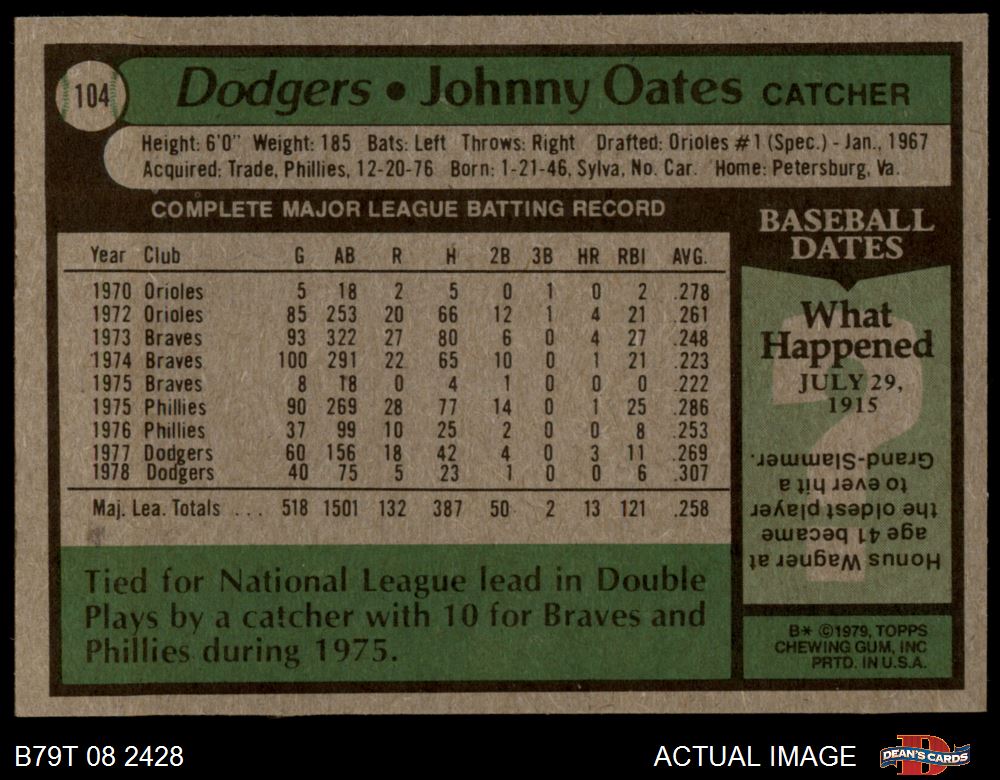 104
Dodgers • Johnny Oates CATCHER
Height: 6'0" Weight: 185 Bats: Left Throws: Right Drafted: Orioles #1 (Spec.) - Jan., 1967
Acquired: Trade, Phillies, 12-20-76 Born: 1-21-46, Sylva, No. Car. Home: Petersburg, Va.
COMPLETE MAJOR LEAGUE BATTING RECORD
Year Club G AB R H 2B 3B HR RBI AVG.
1970 Orioles 5 18 2 5 0 1 0 2 .278
1972 Orioles 85 253 20 66 12 1 4 21 .261
1973 Braves 93 322 27 80 6 0 4 27 .248
1974 Braves 100 291 22 65 10 0 1 21 .223
1975 Braves 8 18 0 4 1 0 0 0 .222
1975 Phillies 90 269 28 77 14 0 1 25 .286
1976 Phillies 37 99 10 25 2 0 0 8 .253
1977 Dodgers 60 156 18 42 4 0 3 11 .269
1978 Dodgers 40 75 5 23 1 0 0 6 .307
Maj. Lea. Totals ... 518 1501 132 387 50 2 13 121 .258
Tied for National League lead in Double
Plays by a catcher with 10 for Braves and
Phillies during 1975.
BASEBALL
DATES
What
Happened
JULY 29,
1915
?
Honus Wagner at
age 41 became
the oldest player
to ever hit a
Grand-Slammer.
B* ©1979, TOPPS
CHEWING GUM, INC
PRTD. IN U.S.A.
B79T 08 2428
ACTUAL IMAGE
D
DEAN'S CARDS